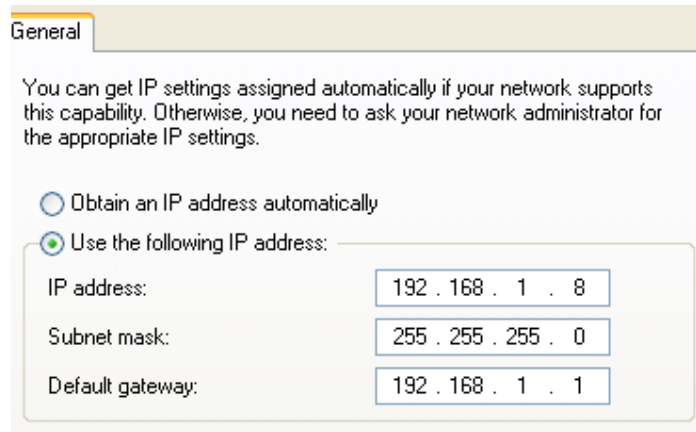 General
You can get IP settings assigned automatically if your network supports
this capability. Otherwise, you need to ask your network administrator for
the appropriate IP settings.
Obtain an IP address automatically
Use the following IP address:
IP address: 192 . 168 . 1 . 8
Subnet mask: 255 . 255 . 255 . 0
Default gateway: 192 . 168 . 1 . 1